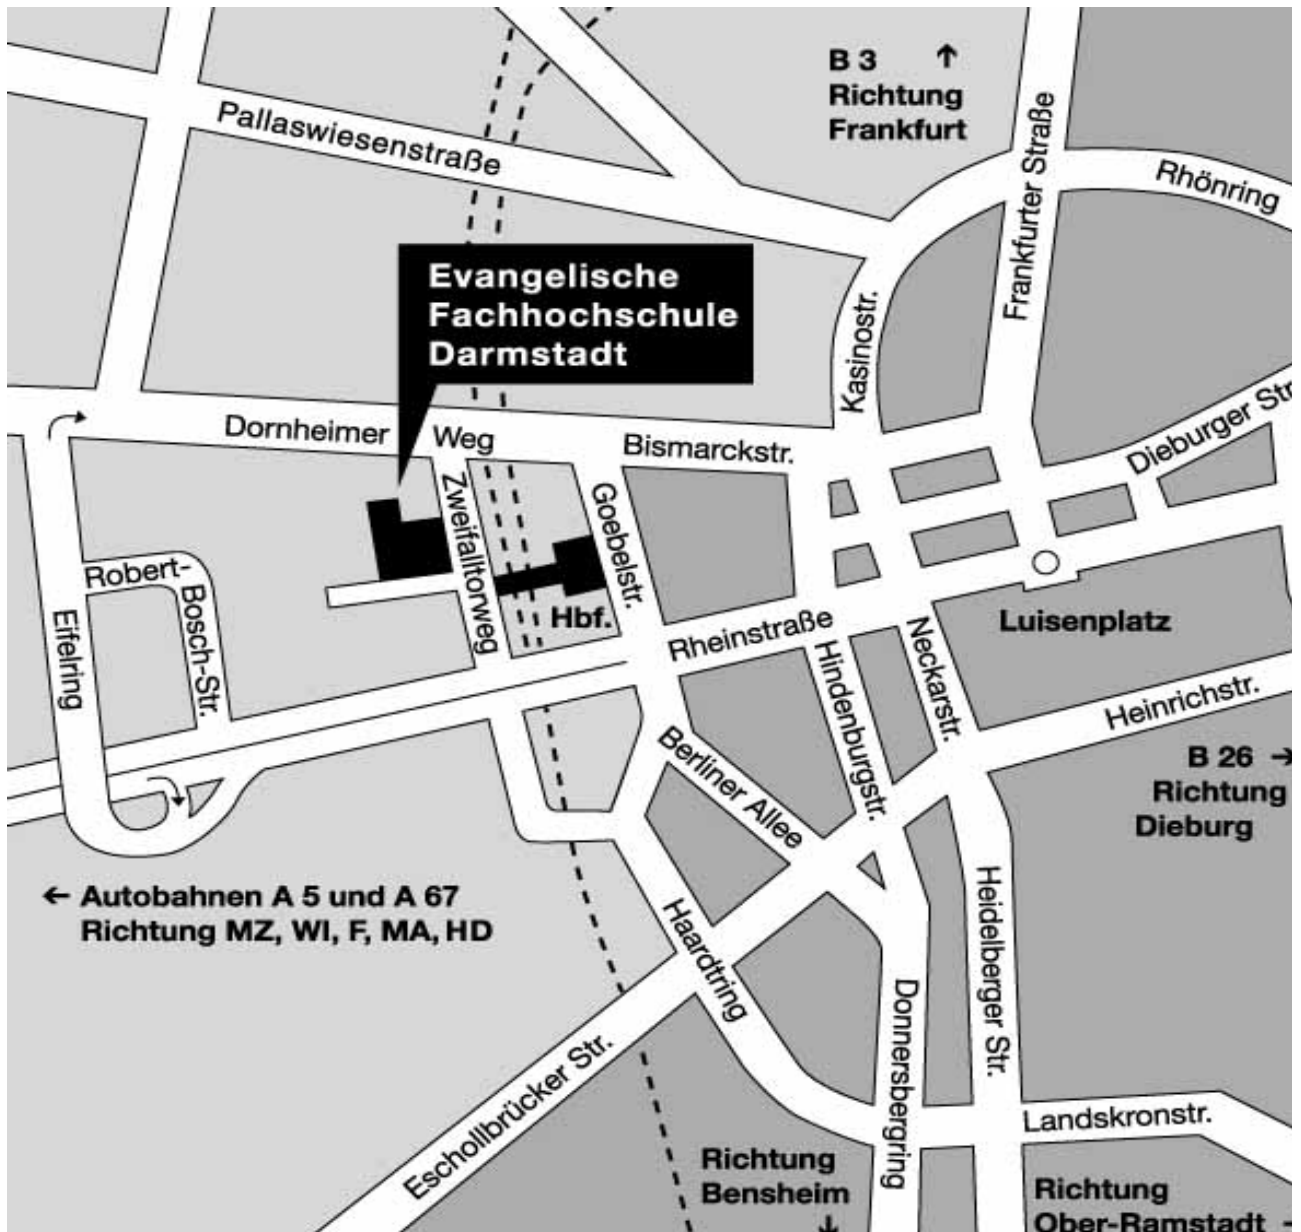 B 3 ↑
Richtung
Frankfurt
Pallaswiesenstraße
Rhönring
Frankfurter Straße
Evangelische
Fachhochschule
Darmstadt
Kasinostr.
Dieburger Str
Dornheimer Weg
Bismarckstr.
Zweifalltorweg
Goebelstr.
Robert-
Bosch-Str.
Eifelring
Hbf.
Rheinstraße
Luisenplatz
Hindenburgstr.
Neckarstr.
Heinrichstr.
B 26 →
Richtung
Dieburg
Berliner Allee
← Autobahnen A 5 und A 67
Richtung MZ, WI, F, MA, HD
Haardtring
Heidelberger Str.
Donnersbergring
Eschollbrücker Str.
Landskronstr.
Richtung
Bensheim
↓
Richtung
Ober-Ramstadt →